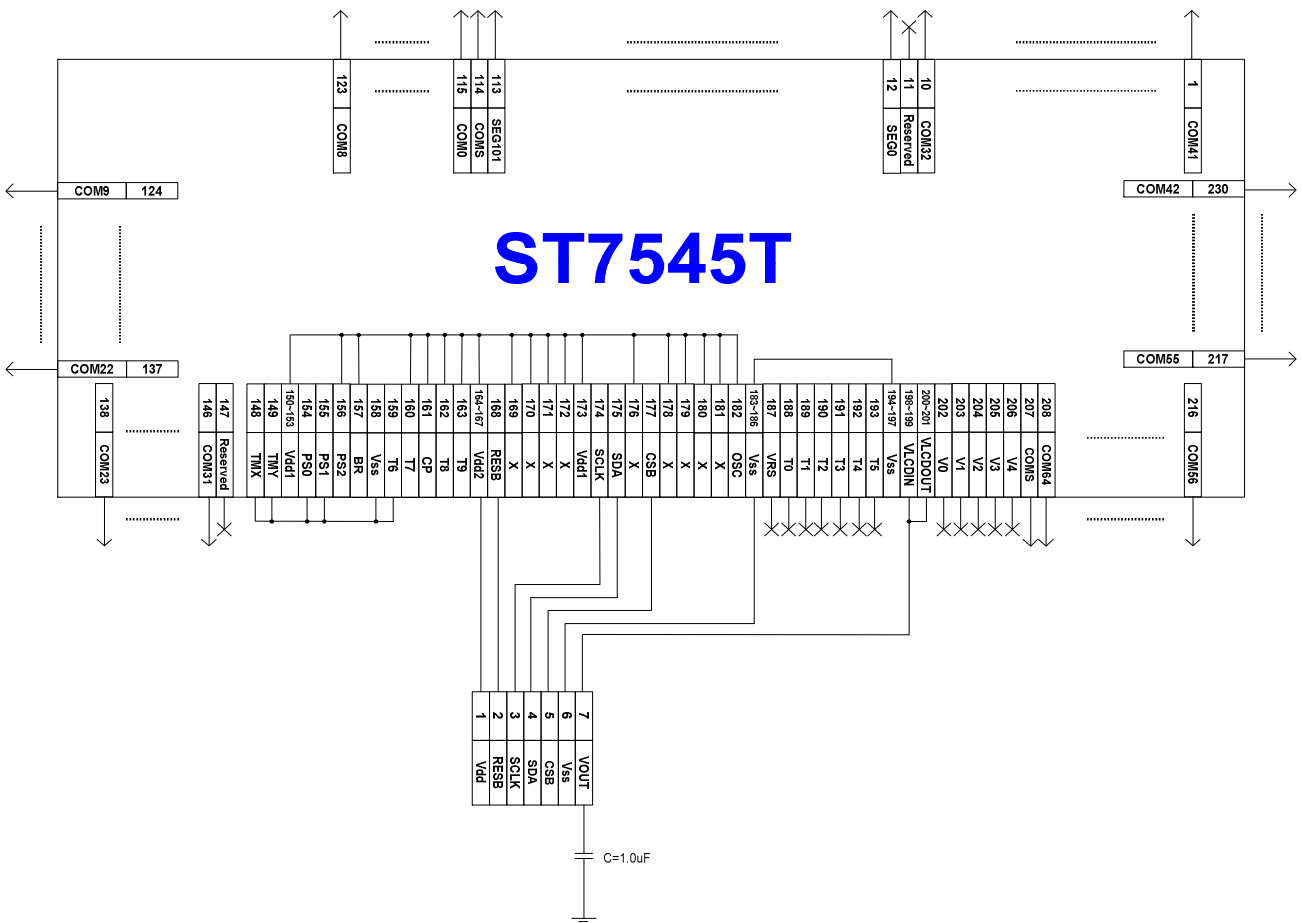 123 COM8
115 COM0
114 COMS
113 SEG101
12 SEG0
11 Reserved
10 COM32
1 COM41
COM9 124
COM42 230
ST7545T
COM22 137
COM55 217
138 COM23
146 COM31
147 Reserved
148 TMX
149 TMY
150~153 Vdd1
154 PS0
155 PS1
156 PS2
157 BR
158 Vss
159 T6
160 T7
161 CP
162 T8
163 T9
164~167 Vdd2
168 RESB
169 X
170 X
171 X
172 X
173 Vdd1
174 SCLK
175 SDA
176 X
177 CSB
178 X
179 X
180 X
181 X
182 OSC
183~186 Vss
187 VRS
188 T0
189 T1
190 T2
191 T3
192 T4
193 T5
194~197 Vss
198~199 VLCDIN
200~201 VLCDOUT
202 V0
203 V1
204 V2
205 V3
206 V4
207 COMS
208 COM64
216 COM56
1 Vdd
2 RESB
3 SCLK
4 SDA
5 CSB
6 Vss
7 VOUT
C=1.0uF